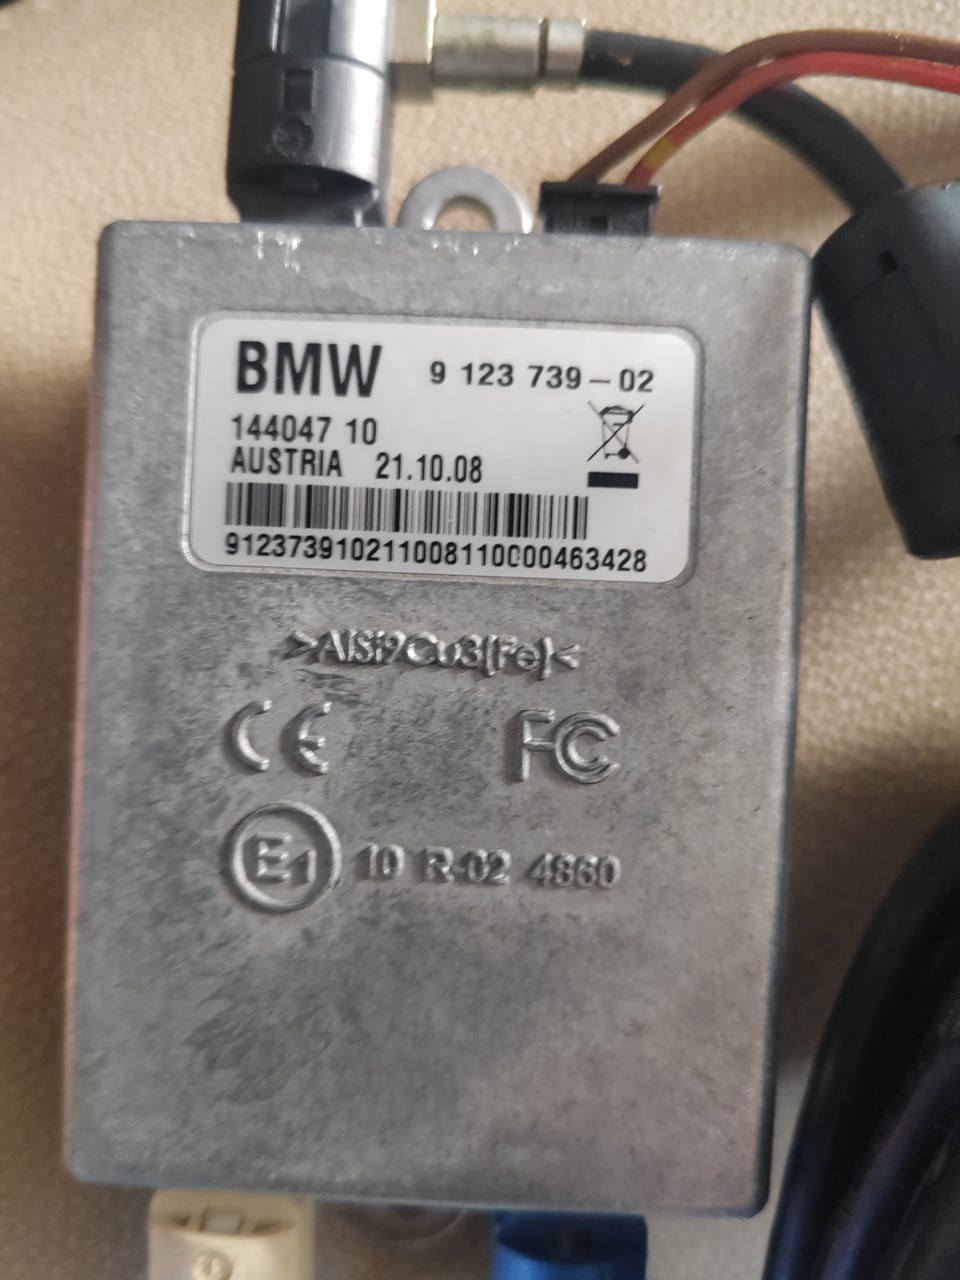 BMW 9 123 739-02
144047 10
AUSTRIA 21.10.08
912373910211008110000463428
>AlSi9Cu3(Fe)<
CE FC
E1 10 R-02 4860